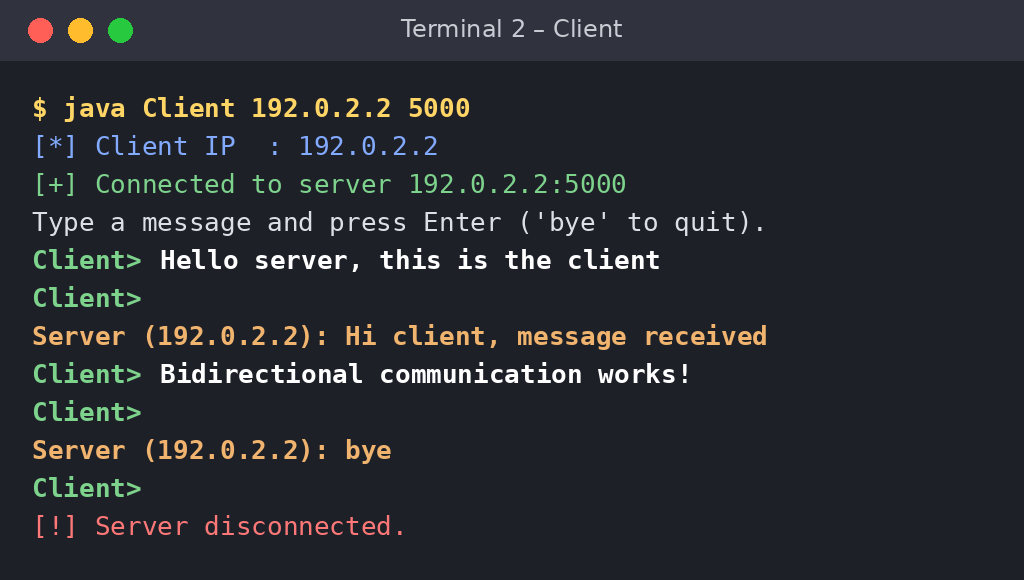 Terminal 2 – Client
$ java Client 192.0.2.2 5000
[*] Client IP  : 192.0.2.2
[+] Connected to server 192.0.2.2:5000
Type a message and press Enter ('bye' to quit).
Client> Hello server, this is the client
Client>
Server (192.0.2.2): Hi client, message received
Client> Bidirectional communication works!
Client>
Server (192.0.2.2): bye
Client>
[!] Server disconnected.